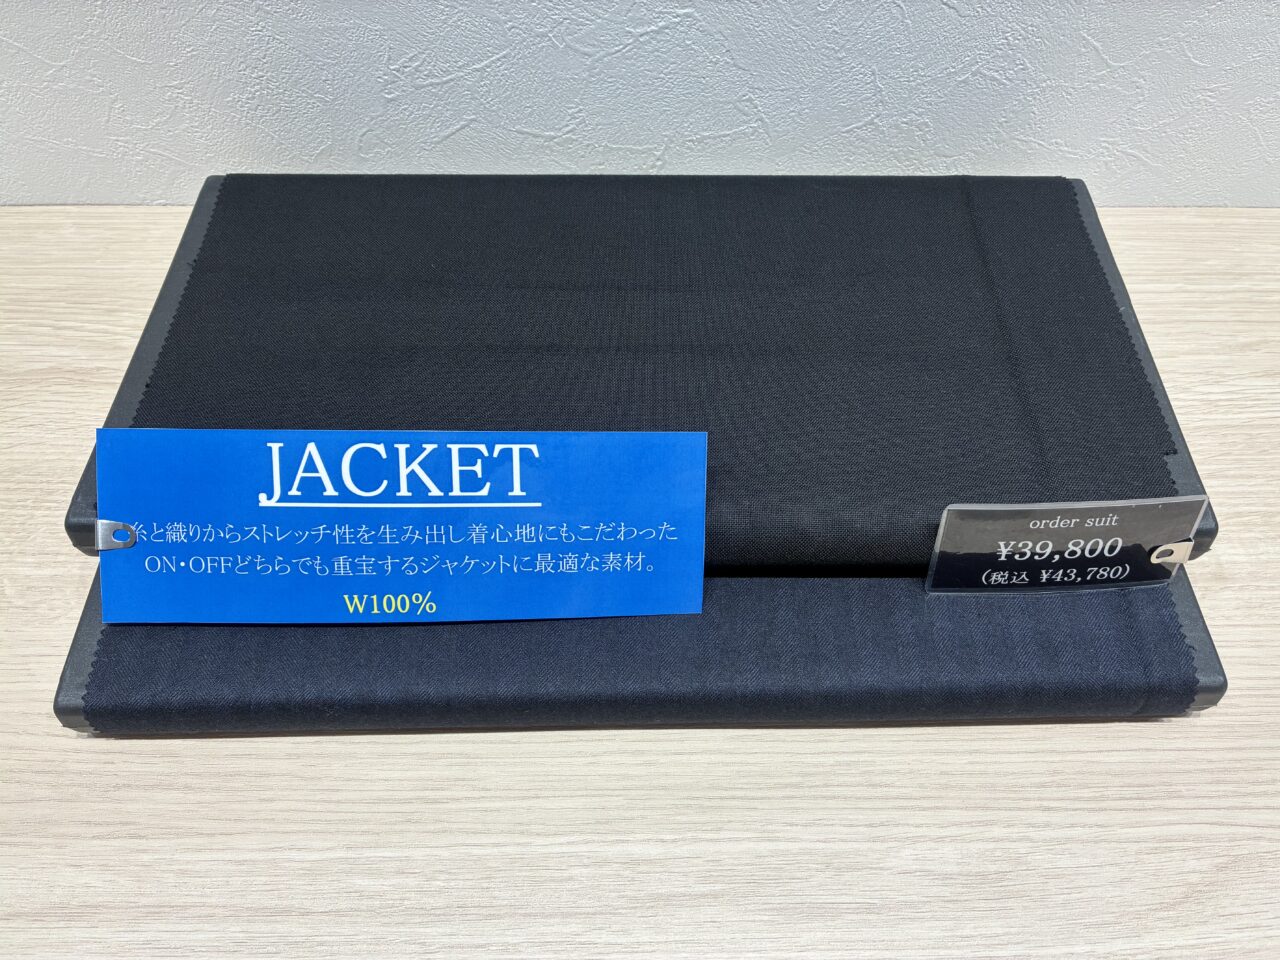 JACKET
糸と織りからストレッチ性を生み出し着心地にもこだわった
ON・OFFどちらでも重宝するジャケットに最適な素材。
W100%
order suit
¥39,800
(税込 ¥43,780)